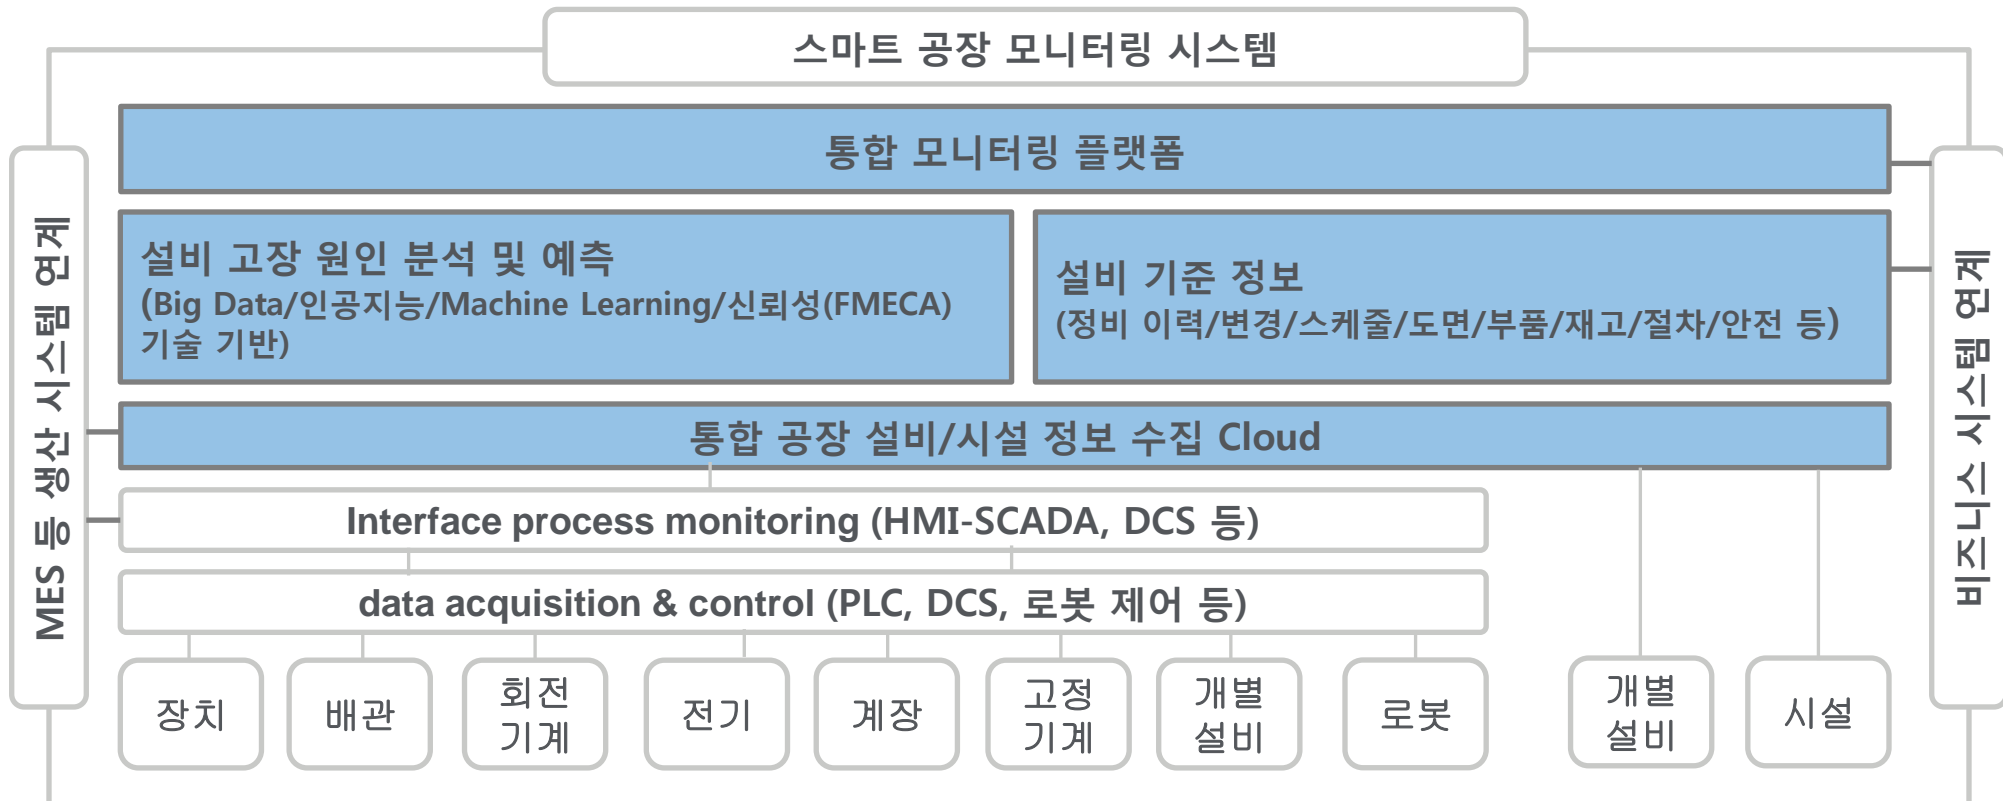 스마트 공장 모니터링 시스템
통합 모니터링 플랫폼
MES 등 생산 시스템 연계
설비 고장 원인 분석 및 예측
(Big Data/인공지능/Machine Learning/신뢰성(FMECA)
기술 기반)
설비 기준 정보
(정비 이력/변경/스케줄/도면/부품/재고/절차/안전 등)
비즈니스 시스템 연계
통합 공장 설비/시설 정보 수집 Cloud
Interface process monitoring (HMI-SCADA, DCS 등)
data acquisition & control (PLC, DCS, 로봇 제어 등)
장치
배관
회전
기계
전기
계장
고정
기계
개별
설비
로봇
개별
설비
시설